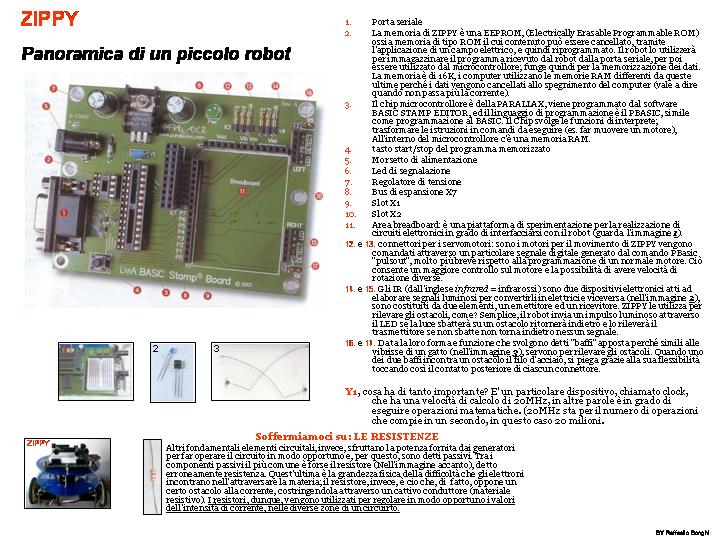 ZIPPY
Panoramica di un piccolo robot
1. Porta seriale
2. La memoria di ZIPPY è una EEPROM, (Electrically Erasable Programmable ROM)
ossia memoria di tipo ROM il cui contenuto può essere cancellato, tramite
l'applicazione di un campo elettrico, e quindi riprogrammato. Il robot lo utilizzerà
per immagazzinare il programma ricevuto dal robot dalla porta seriale, per poi
essere utilizzato dal microcontrollore; funge quindi per la memorizzazione dei dati.
La memoria è di 16K, i computer utilizzano le memorie RAM differenti da queste
ultime perché i dati vengono cancellati allo spegnimento del computer (vale a dire
quando non passa più la corrente).
3. Il chip microcontrollore è della PARALLAX, viene programmato dal software
BASIC STAMP EDITOR, ed il linguaggio di programmazione è il PBASIC, simile
come programmazione al BASIC. Il Chip svolge le funzioni di interprete;
trasformare le istruzioni in comandi da eseguire (es. far muovere un motore),
All'interno del microcontrollore c'è una memoria RAM.
4. tasto start/stop del programma memorizzato
5. Morsetto di alimentazione
6. Led di segnalazione
7. Regolatore di tensione
8. Bus di espansione X7
9. Slot X1
10. Slot X2
11. Area breadboard: è una piattaforma di sperimentazione per la realizzazione di
circuiti elettronici in grado di interfacciarsi con il robot (guarda l'immagine 1).
12. e 13. connettori per i servomotori: sono i motori per il movimento di ZIPPY vengono
comandati attraverso un particolare segnale digitale generato dal comando PBasic
"pulsout", molto più breve rispetto alla programmazione di un normale motore. Ciò
consente un maggiore controllo sul motore e la possibilità di avere velocità di
rotazione diverse.
14. e 15. Gli IR (dall'inglese infrared = infrarossi) sono due dispositivi elettronici atti ad
elaborare segnali luminosi per convertirli in elettrici e viceversa (nell'immagine 2),
sono costituiti da due elementi, un emettitore ed un ricevitore. ZIPPY le utilizza per
rilevare gli ostacoli, come? Semplice, il robot invia un impulso luminoso attraverso
il LED se la luce sbatterà su un ostacolo ritornerà indietro e lo rileverà il
trasmettitore se non sbatte non torna indietro nessun segnale.
16. e 17. Data la loro forma e funzione che svolgono detti "baffi" apposta perché simili alle
vibrisse di un gatto (nell'immagine 3), servono per rilevare gli ostacoli. Quando uno
dei due baffi incontra un ostacolo il filo d'acciaio, si piega grazie alla sua flessibilità
toccando così il contatto posteriore di ciascun connettore.
Y1, cosa ha di tanto importante? E' un particolare dispositivo, chiamato clock,
che ha una velocità di calcolo di 20MHz, in altre parole è in grado di
eseguire operazioni matematiche. (20MHz sta per il numero di operazioni
che compie in un secondo, in questo caso 20 milioni.
DeA BASIC Stamp® Board
Breadboard
LEFT
RIGHT
Vdd
Vin
Vss
X3
X7
© 2001
2
3
Soffermiamoci su: LE RESISTENZE
ZIPPY
Altri fondamentali elementi circuitali, invece, sfruttano la potenza fornita dai generatori
per far operare il circuito in modo opportuno e, per questo, sono detti passivi. Tra i
componenti passivi il più comune è forse il resistore (Nell'immagine accanto), detto
erroneamente resistenza. Quest'ultima è la grandezza fisica della difficoltà che gli elettroni
incontrano nell'attraversare la materia; il resistore, invece, è ciò che, di fatto, oppone un
certo ostacolo alla corrente, costringendola attraverso un cattivo conduttore (materiale
resistivo). I resistori, dunque, vengono utilizzati per regolare in modo opportuno i valori
dell'intensità di corrente, nelle diverse zone di un circuito.
BY Raffaello Bonghi